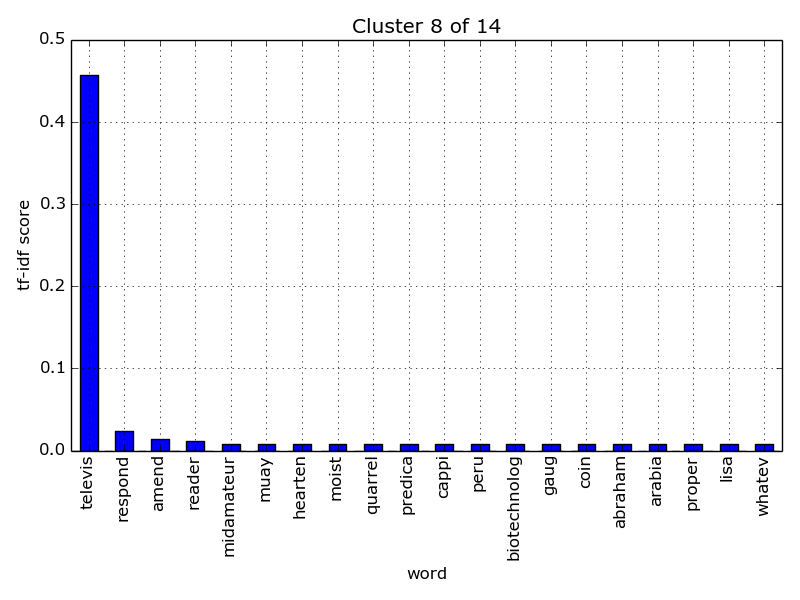 Cluster 8 of 14
0.5
0.4
0.3
0.2
0.1
0.0
tf-idf score
televis
respond
amend
reader
midamateur
muay
hearten
moist
quarrel
predica
cappi
peru
biotechnolog
gaug
coin
abraham
arabia
proper
lisa
whatev
word